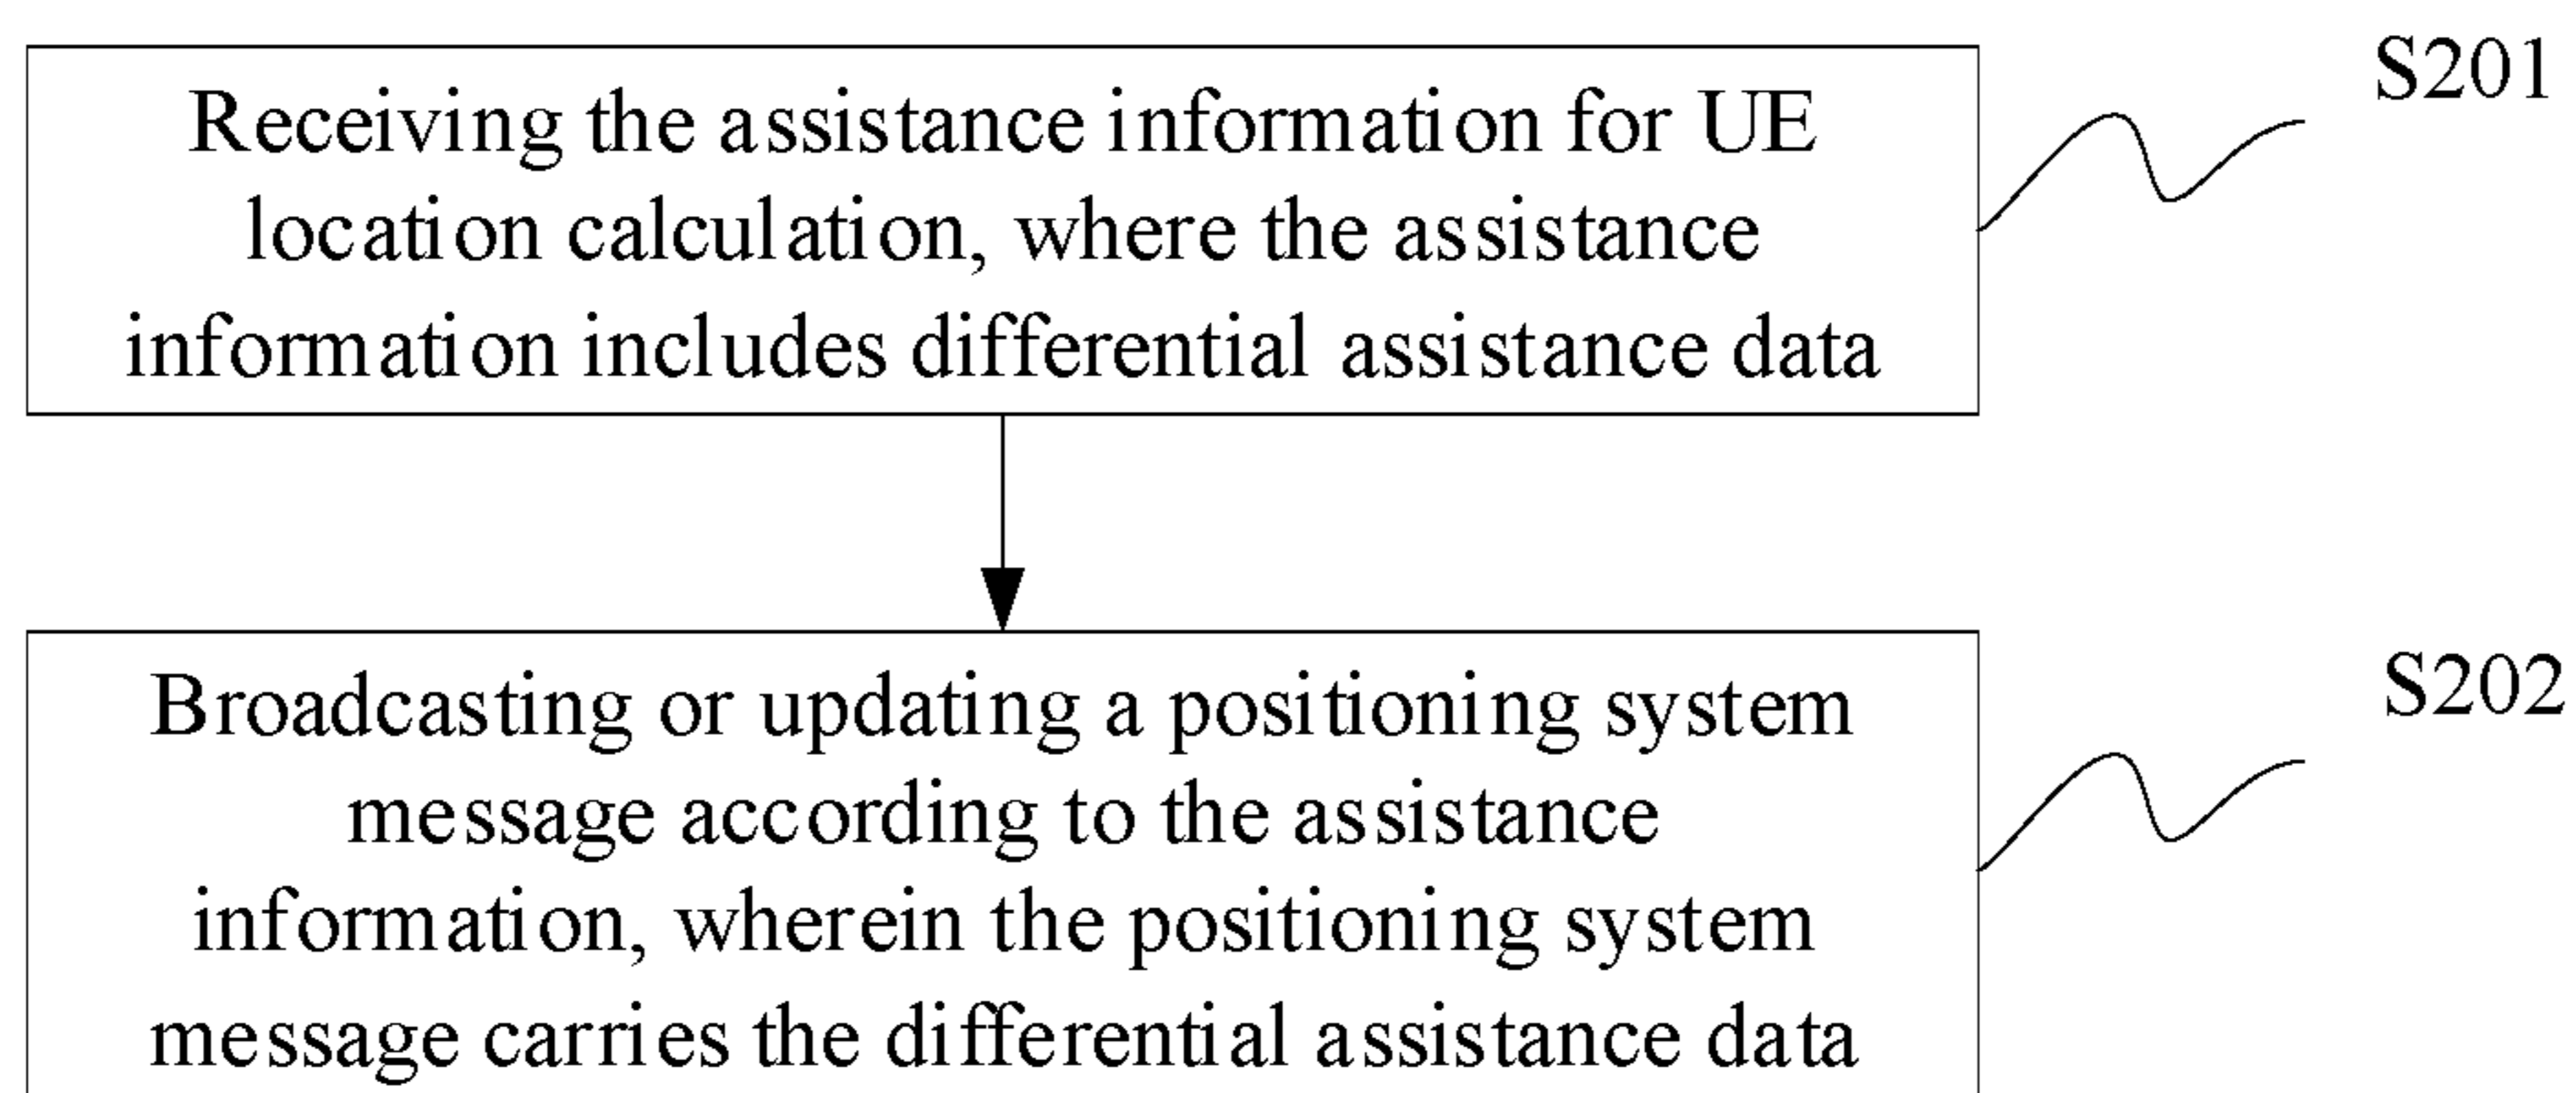 S201
Receiving the assistance information for UE
location calculation, where the assistance
information includes differential assistance data
S202
Broadcasting or updating a positioning system
message according to the assistance
information, wherein the positioning system
message carries the differential assistance data